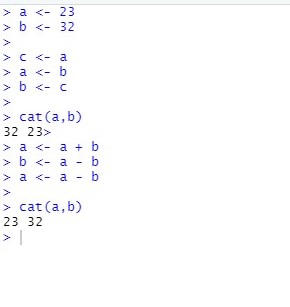 > a <- 23
> b <- 32
>
> c <- a
> a <- b
> b <- c
>
> cat(a,b)
32 23>
> a <- a + b
> b <- a - b
> a <- a - b
>
> cat(a,b)
23 32
>